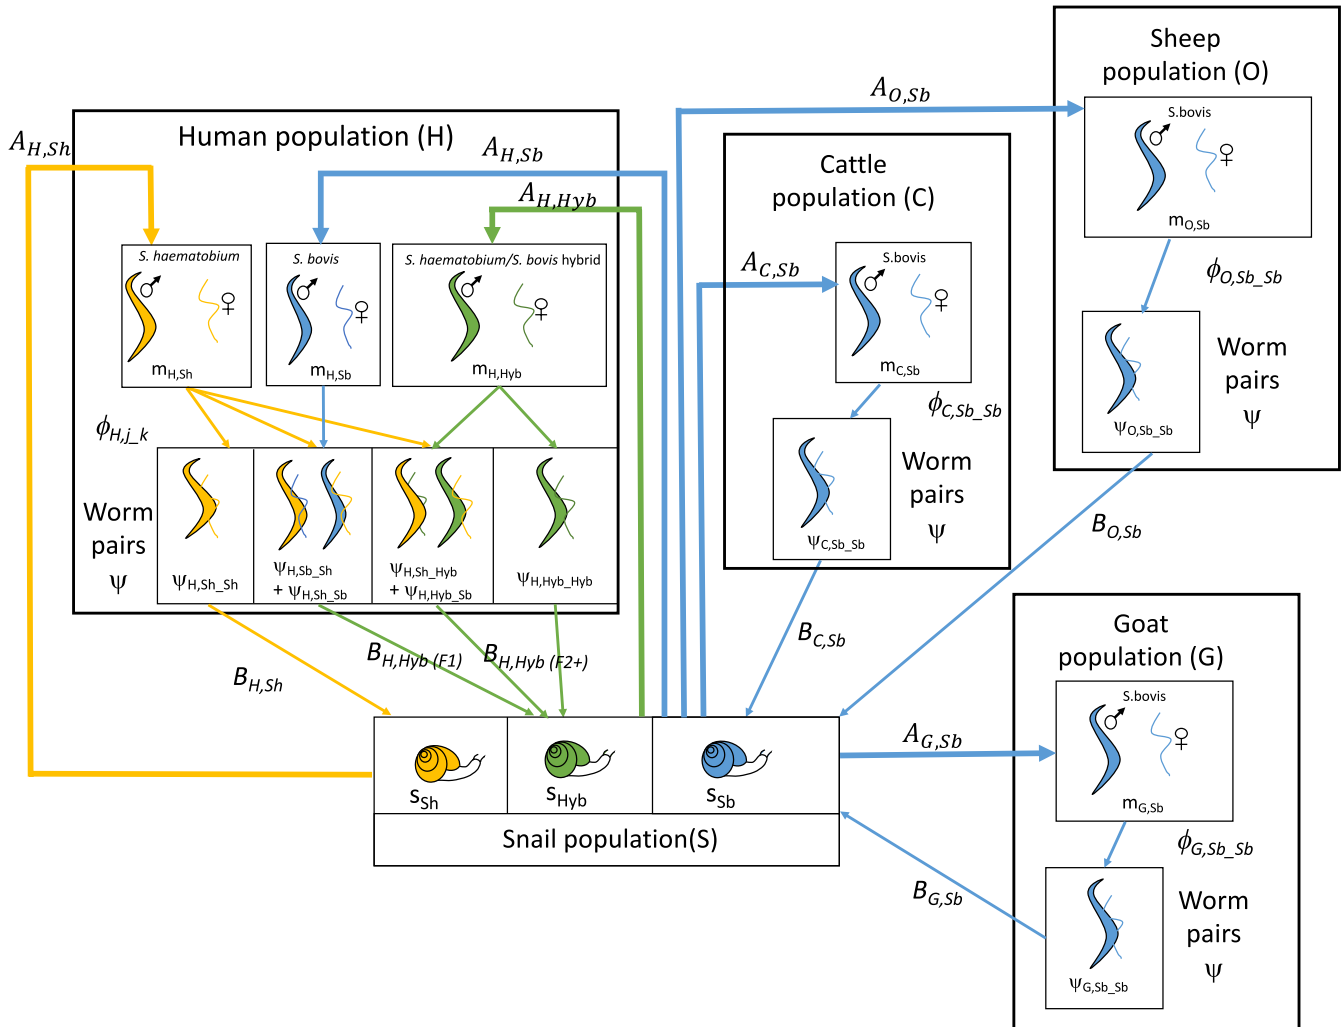 Human population (H)
A_H,Sh
A_H,Sb
A_H,Hyb
S. haematobium
♂
♀
m_H,Sh
S. bovis
♂
♀
m_H,Sb
S. haematobium/S. bovis hybrid
♂
♀
m_H,Hyb
ϕ_H,j_k
Worm
pairs
ψ
ψ_H,Sh_Sh
ψ_H,Sb_Sh
+ ψ_H,Sh_Sb
ψ_H,Sh_Hyb
+ ψ_H,Hyb_Sb
ψ_H,Hyb_Hyb
B_H,Sh
B_H,Hyb (F1)
B_H,Hyb (F2+)
Cattle
population (C)
A_C,Sb
S.bovis
♂
♀
m_C,Sb
ϕ_C,Sb_Sb
ψ_C,Sb_Sb
Worm
pairs
ψ
B_C,Sb
Sheep
population (O)
A_O,Sb
S.bovis
♂
♀
m_O,Sb
ϕ_O,Sb_Sb
ψ_O,Sb_Sb
Worm
pairs
ψ
B_O,Sb
Goat
population (G)
A_G,Sb
S.bovis
♂
♀
m_G,Sb
ϕ_G,Sb_Sb
ψ_G,Sb_Sb
Worm
pairs
ψ
B_G,Sb
s_Sh
s_Hyb
s_Sb
Snail population(S)